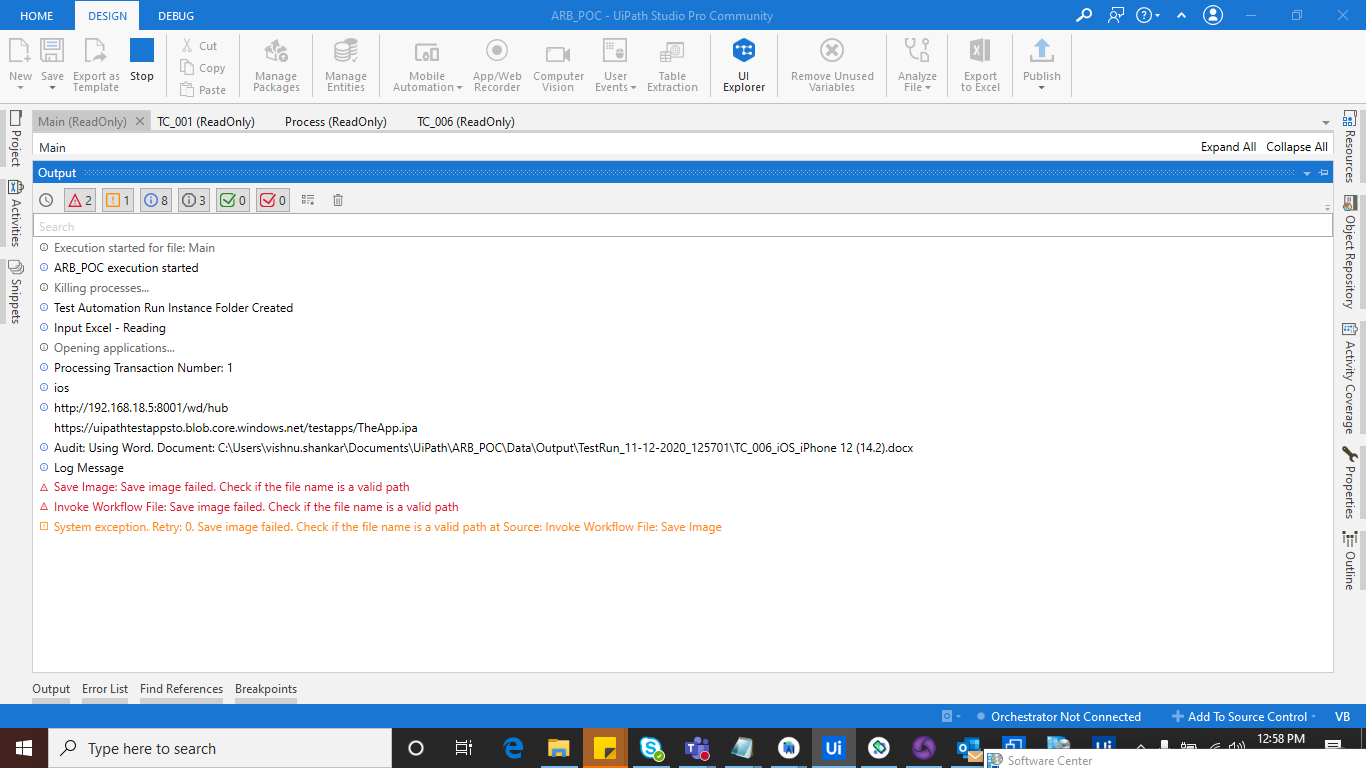 HOME DESIGN DEBUG ARB_POC - UiPath Studio Pro Community
New Save Export as Template Stop Cut Copy Paste Manage Packages Manage Entities Mobile Automation App/Web Recorder Computer Vision User Events Table Extraction UI Explorer Remove Unused Variables Analyze File Export to Excel Publish
Main (ReadOnly) TC_001 (ReadOnly) Process (ReadOnly) TC_006 (ReadOnly)
Main Expand All Collapse All
Project
Activities
Snippets
Output
2 1 8 3 0 0
Search
Execution started for file: Main
ARB_POC execution started
Killing processes...
Test Automation Run Instance Folder Created
Input Excel - Reading
Opening applications...
Processing Transaction Number: 1
ios
http://192.168.18.5:8001/wd/hub
https://uipathtestappsto.blob.core.windows.net/testapps/TheApp.ipa
Audit: Using Word. Document: C:\Users\vishnu.shankar\Documents\UiPath\ARB_POC\Data\Output\TestRun_11-12-2020_125701\TC_006_iOS_iPhone 12 (14.2).docx
Log Message
Save Image: Save image failed. Check if the file name is a valid path
Invoke Workflow File: Save image failed. Check if the file name is a valid path
System exception. Retry: 0. Save image failed. Check if the file name is a valid path at Source: Invoke Workflow File: Save Image
Resources
Object Repository
Activity Coverage
Properties
Outline
Output Error List Find References Breakpoints
Orchestrator Not Connected Add To Source Control VB
Type here to search
Ui
12:58 PM
Software Center